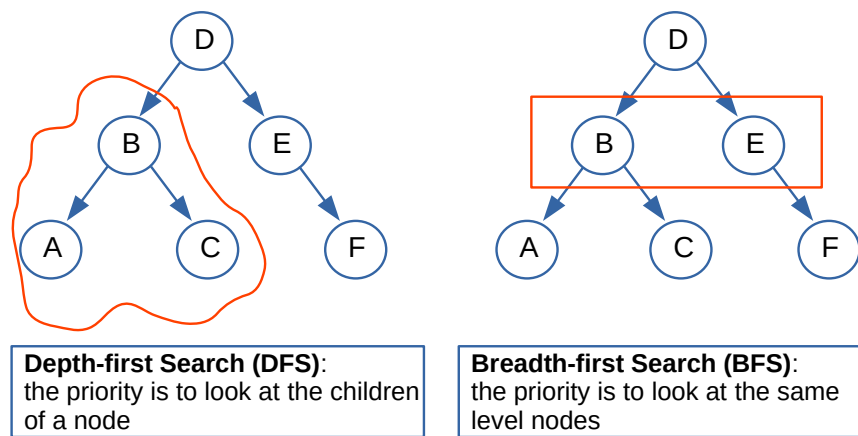 D
B
E
A
C
F
Depth-first Search (DFS):
the priority is to look at the children
of a node
D
B
E
A
C
F
Breadth-first Search (BFS):
the priority is to look at the same
level nodes